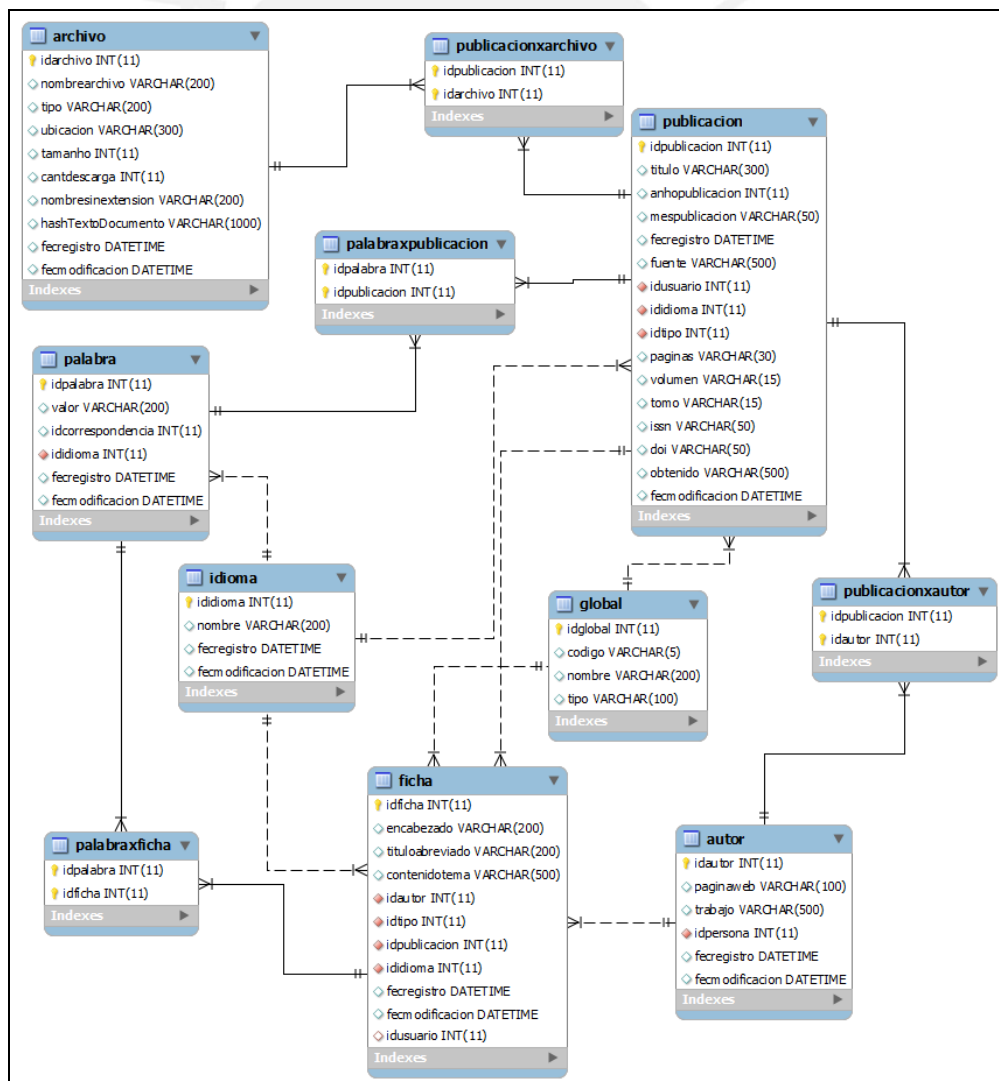 archivo
idarchivo INT(11)
nombrearchivo VARCHAR(200)
tipo VARCHAR(200)
ubicacion VARCHAR(300)
tamanho INT(11)
cantdescarga INT(11)
nombresinextension VARCHAR(200)
hashTextoDocumento VARCHAR(1000)
fecregistro DATETIME
fecmodificacion DATETIME
Indexes
publicacionxarchivo
idpublicacion INT(11)
idarchivo INT(11)
Indexes
publicacion
idpublicacion INT(11)
titulo VARCHAR(300)
anhopublicacion INT(11)
mespublicacion VARCHAR(50)
fecregistro DATETIME
fuente VARCHAR(500)
idusuario INT(11)
ididioma INT(11)
idtipo INT(11)
paginas VARCHAR(30)
volumen VARCHAR(15)
tomo VARCHAR(15)
issn VARCHAR(50)
doi VARCHAR(50)
obtenido VARCHAR(500)
fecmodificacion DATETIME
Indexes
palabraxpublicacion
idpalabra INT(11)
idpublicacion INT(11)
Indexes
palabra
idpalabra INT(11)
valor VARCHAR(200)
idcorrespondencia INT(11)
ididioma INT(11)
fecregistro DATETIME
fecmodificacion DATETIME
Indexes
idioma
ididioma INT(11)
nombre VARCHAR(200)
fecregistro DATETIME
fecmodificacion DATETIME
Indexes
global
idglobal INT(11)
codigo VARCHAR(5)
nombre VARCHAR(200)
tipo VARCHAR(100)
Indexes
publicacionxautor
idpublicacion INT(11)
idautor INT(11)
Indexes
ficha
idficha INT(11)
encabezado VARCHAR(200)
tituloabreviado VARCHAR(200)
contenidotema VARCHAR(500)
idautor INT(11)
idtipo INT(11)
idpublicacion INT(11)
ididioma INT(11)
fecregistro DATETIME
fecmodificacion DATETIME
idusuario INT(11)
Indexes
palabraxficha
idpalabra INT(11)
idficha INT(11)
Indexes
autor
idautor INT(11)
paginaweb VARCHAR(100)
trabajo VARCHAR(500)
idpersona INT(11)
fecregistro DATETIME
fecmodificacion DATETIME
Indexes